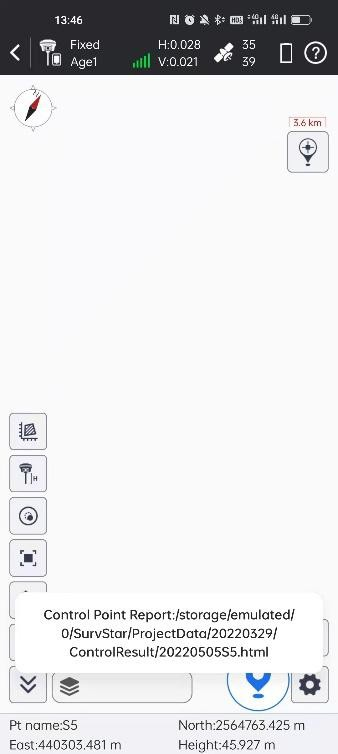 13:46
Fixed
Age1
H:0.028
V:0.021
35
39
3.6 km
H
Control Point Report:/storage/emulated/
0/SurvStar/ProjectData/20220329/
ControlResult/20220505S5.html
Pt name:S5
North:2564763.425 m
East:440303.481 m
Height:45.927 m